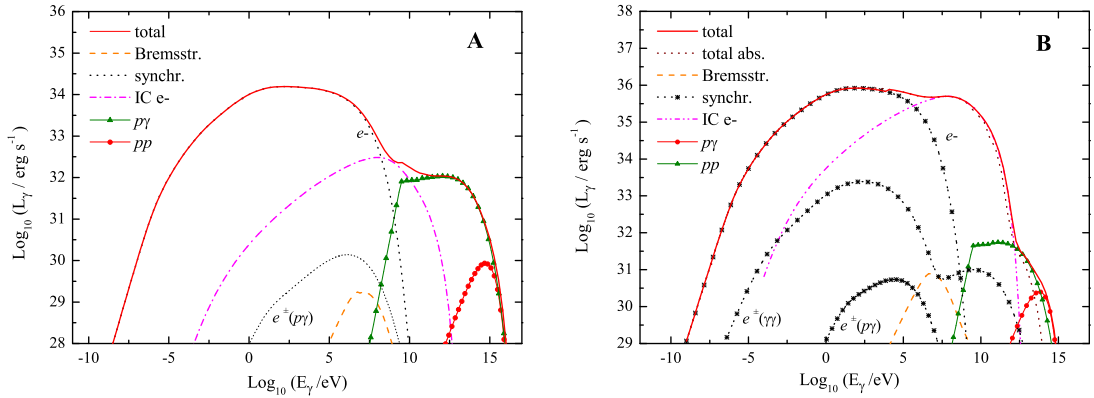 A
36
35
34
33
32
31
30
29
28
-10
-5
0
5
10
15
Log10 (Lγ / erg s-1)
Log10 (Eγ /eV)
total
Bremsstr.
synchr.
IC e-
pγ
pp
e-
e±(pγ)
B
38
37
36
35
34
33
32
31
30
29
-10
-5
0
5
10
15
Log10 (Lγ / erg s-1)
Log10 (Eγ /eV)
total
total abs.
Bremsstr.
synchr.
IC e-
pγ
pp
e-
e±(γγ)
e±(pγ)